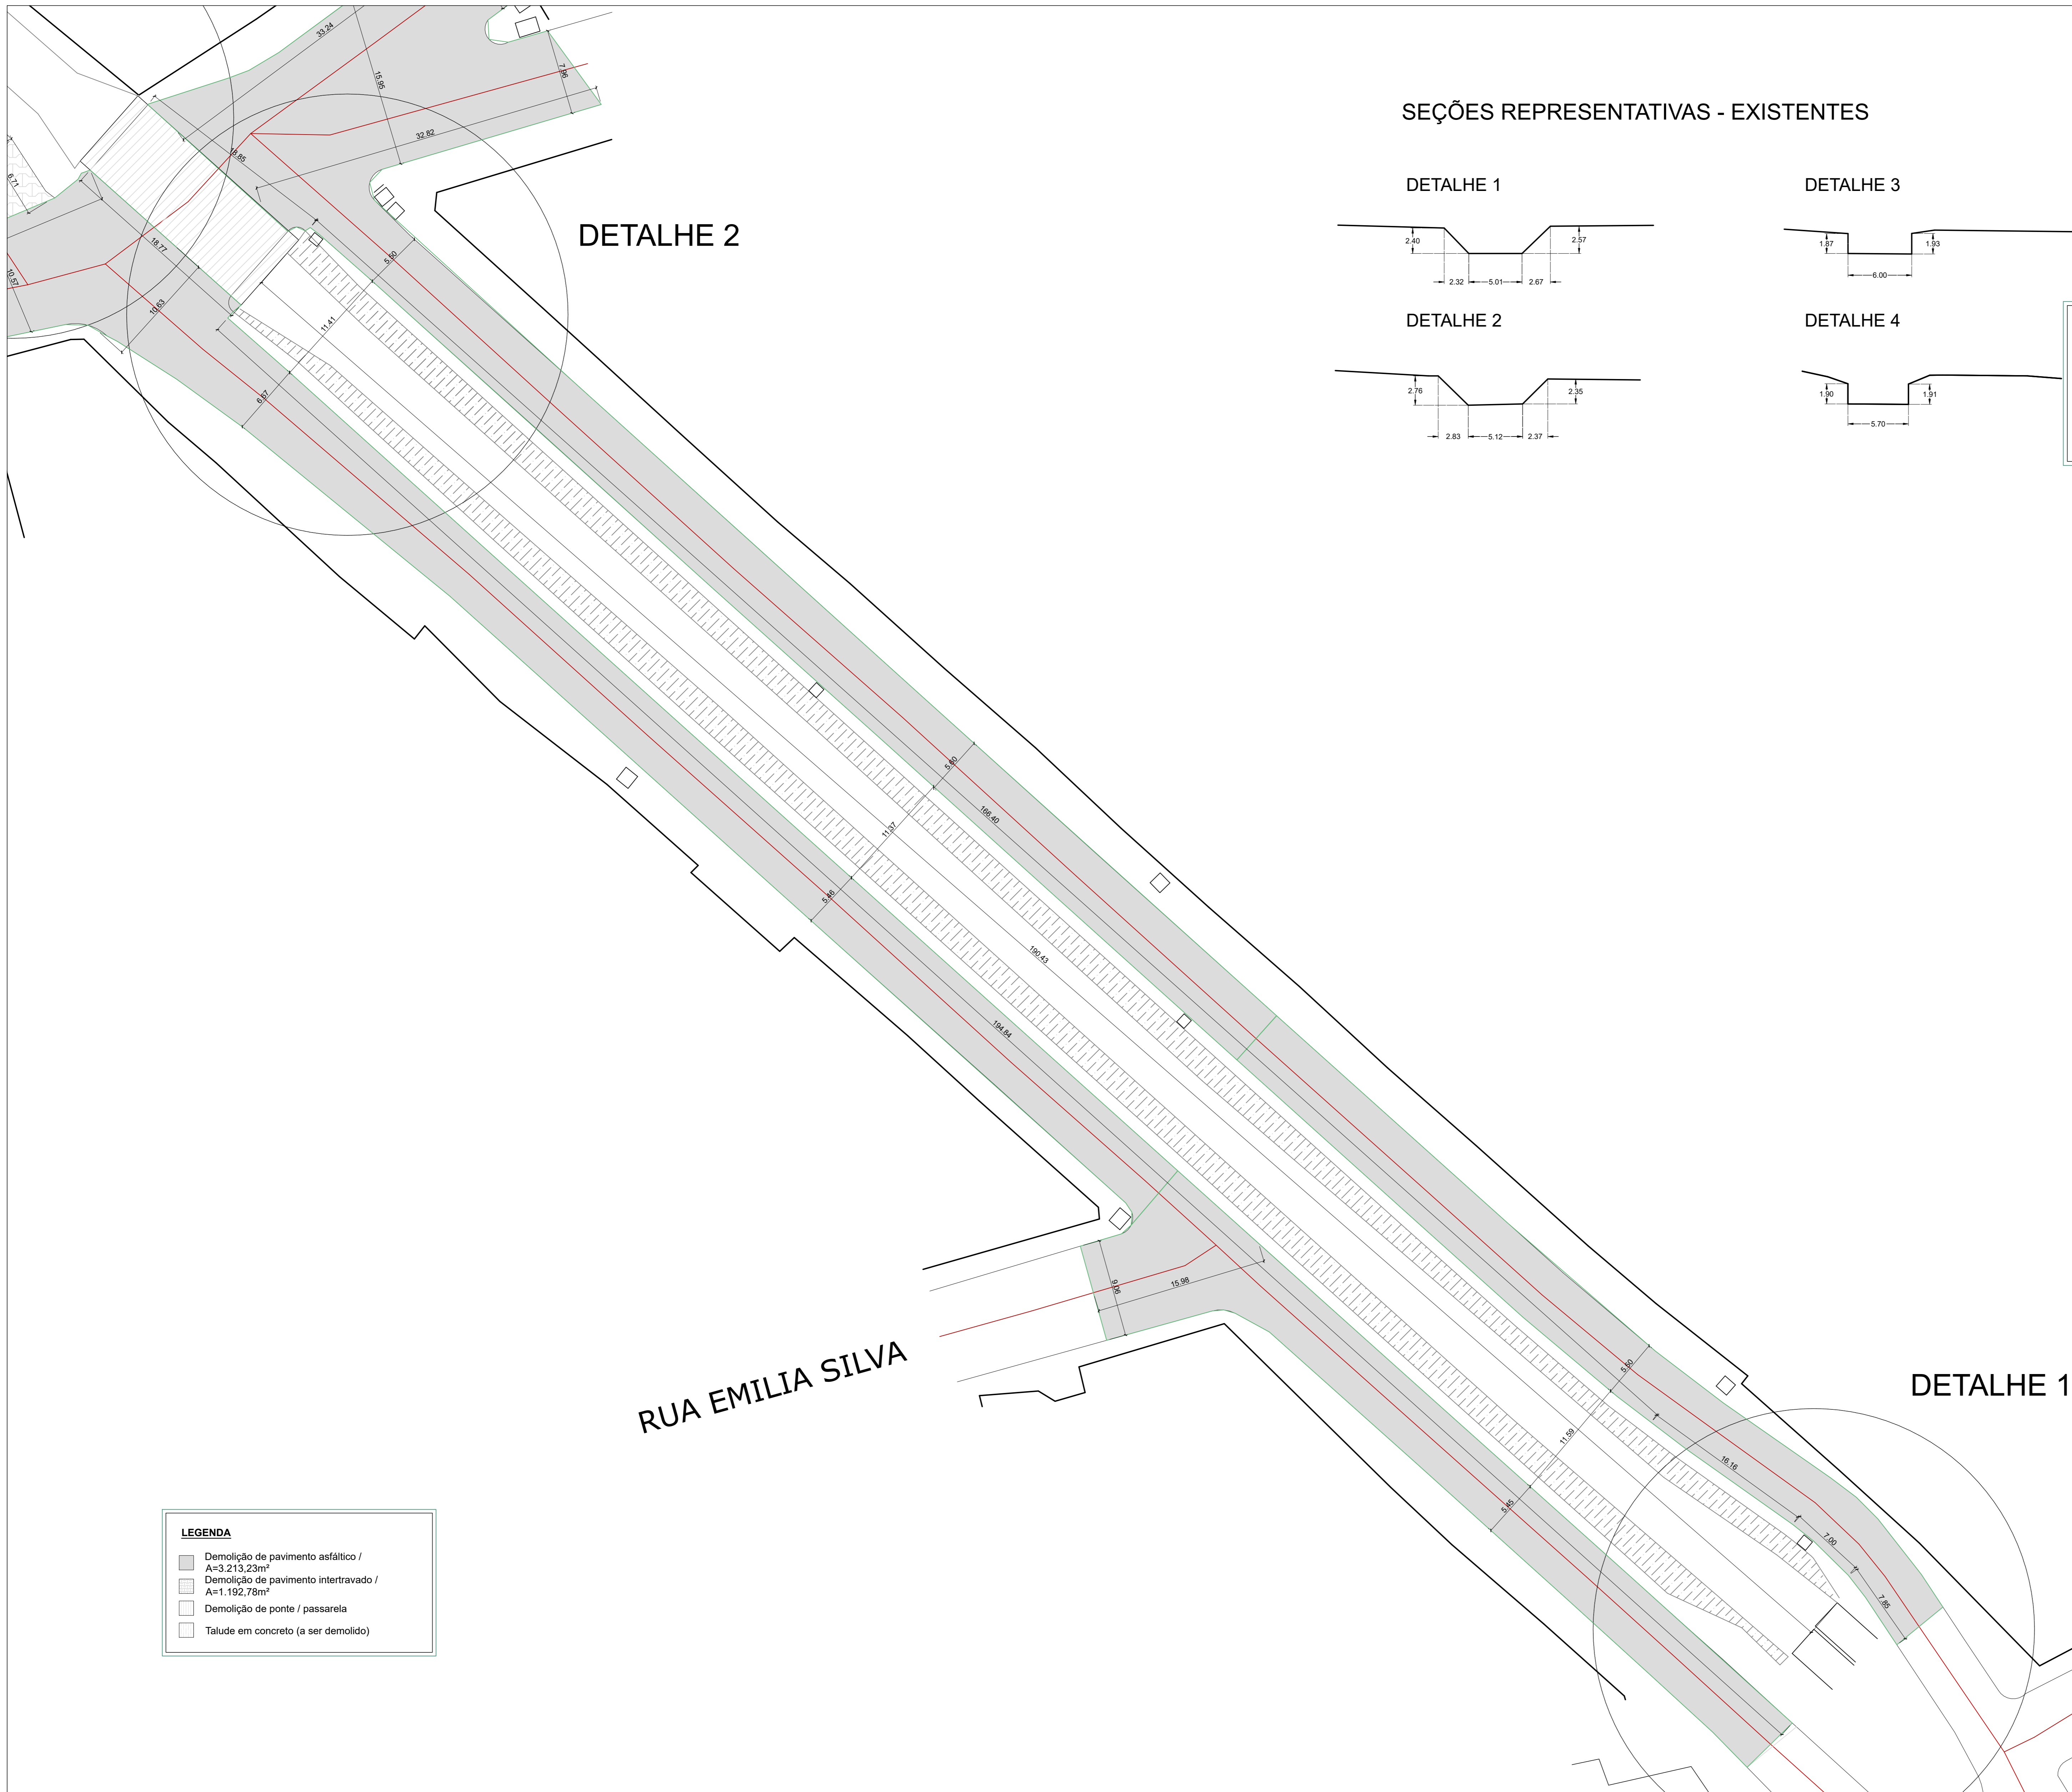 SEÇÕES REPRESENTATIVAS - EXISTENTES
DETALHE 1
2.40
2.57
2.32
5.01
2.67
DETALHE 3
1.87
1.93
6.00
DETALHE 2
2.76
2.35
2.83
5.12
2.37
DETALHE 4
1.90
1.91
5.70
33.24
15.95
7.96
32.82
18.85
6.71
18.77
10.57
10.63
5.50
11.41
6.67
DETALHE 2
5.60
166.40
11.37
5.46
190.43
194.84
9.06
15.98
RUA EMILIA SILVA
5.50
11.59
5.45
16.16
7.00
7.85
DETALHE 1
LEGENDA
Demolição de pavimento asfáltico /
A=3.213,23m²
Demolição de pavimento intertravado /
A=1.192,78m²
Demolição de ponte / passarela
Talude em concreto (a ser demolido)